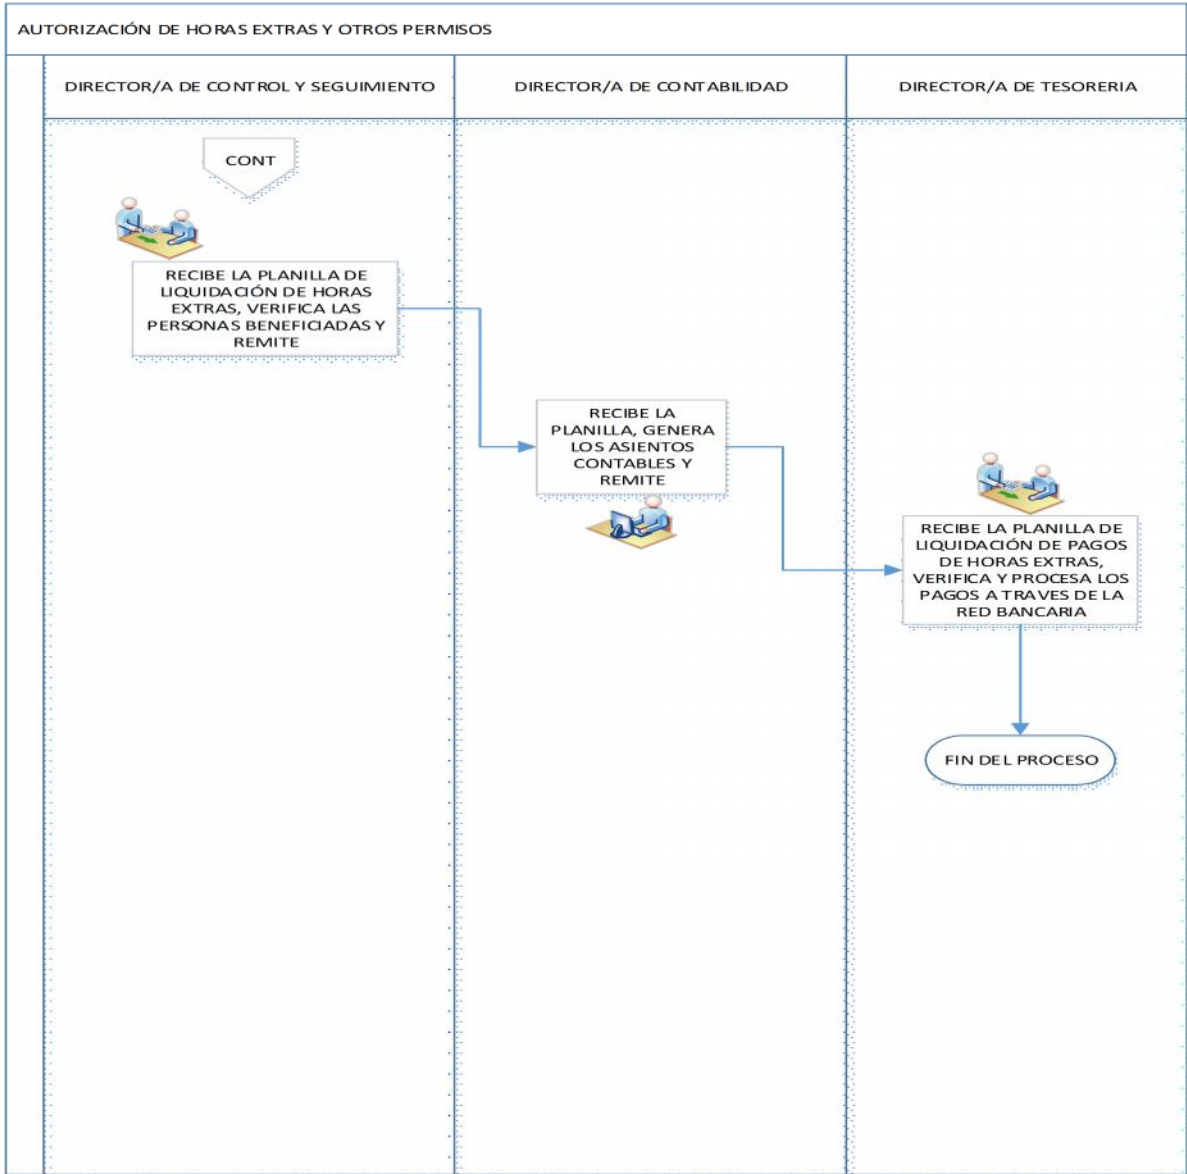 AUTORIZACIÓN DE HORAS EXTRAS Y OTROS PERMISOS
DIRECTOR/A DE CONTROL Y SEGUIMIENTO
DIRECTOR/A DE CONTABILIDAD
DIRECTOR/A DE TESORERIA
CONT
RECIBE LA PLANILLA DE
LIQUIDACIÓN DE HORAS
EXTRAS, VERIFICA LAS
PERSONAS BENEFICIADAS Y
REMITE
RECIBE LA
PLANILLA, GENERA
LOS ASIENTOS
CONTABLES Y
REMITE
RECIBE LA PLANILLA DE
LIQUIDACIÓN DE PAGOS
DE HORAS EXTRAS,
VERIFICA Y PROCESA LOS
PAGOS A TRAVES DE LA
RED BANCARIA
FIN DEL PROCESO